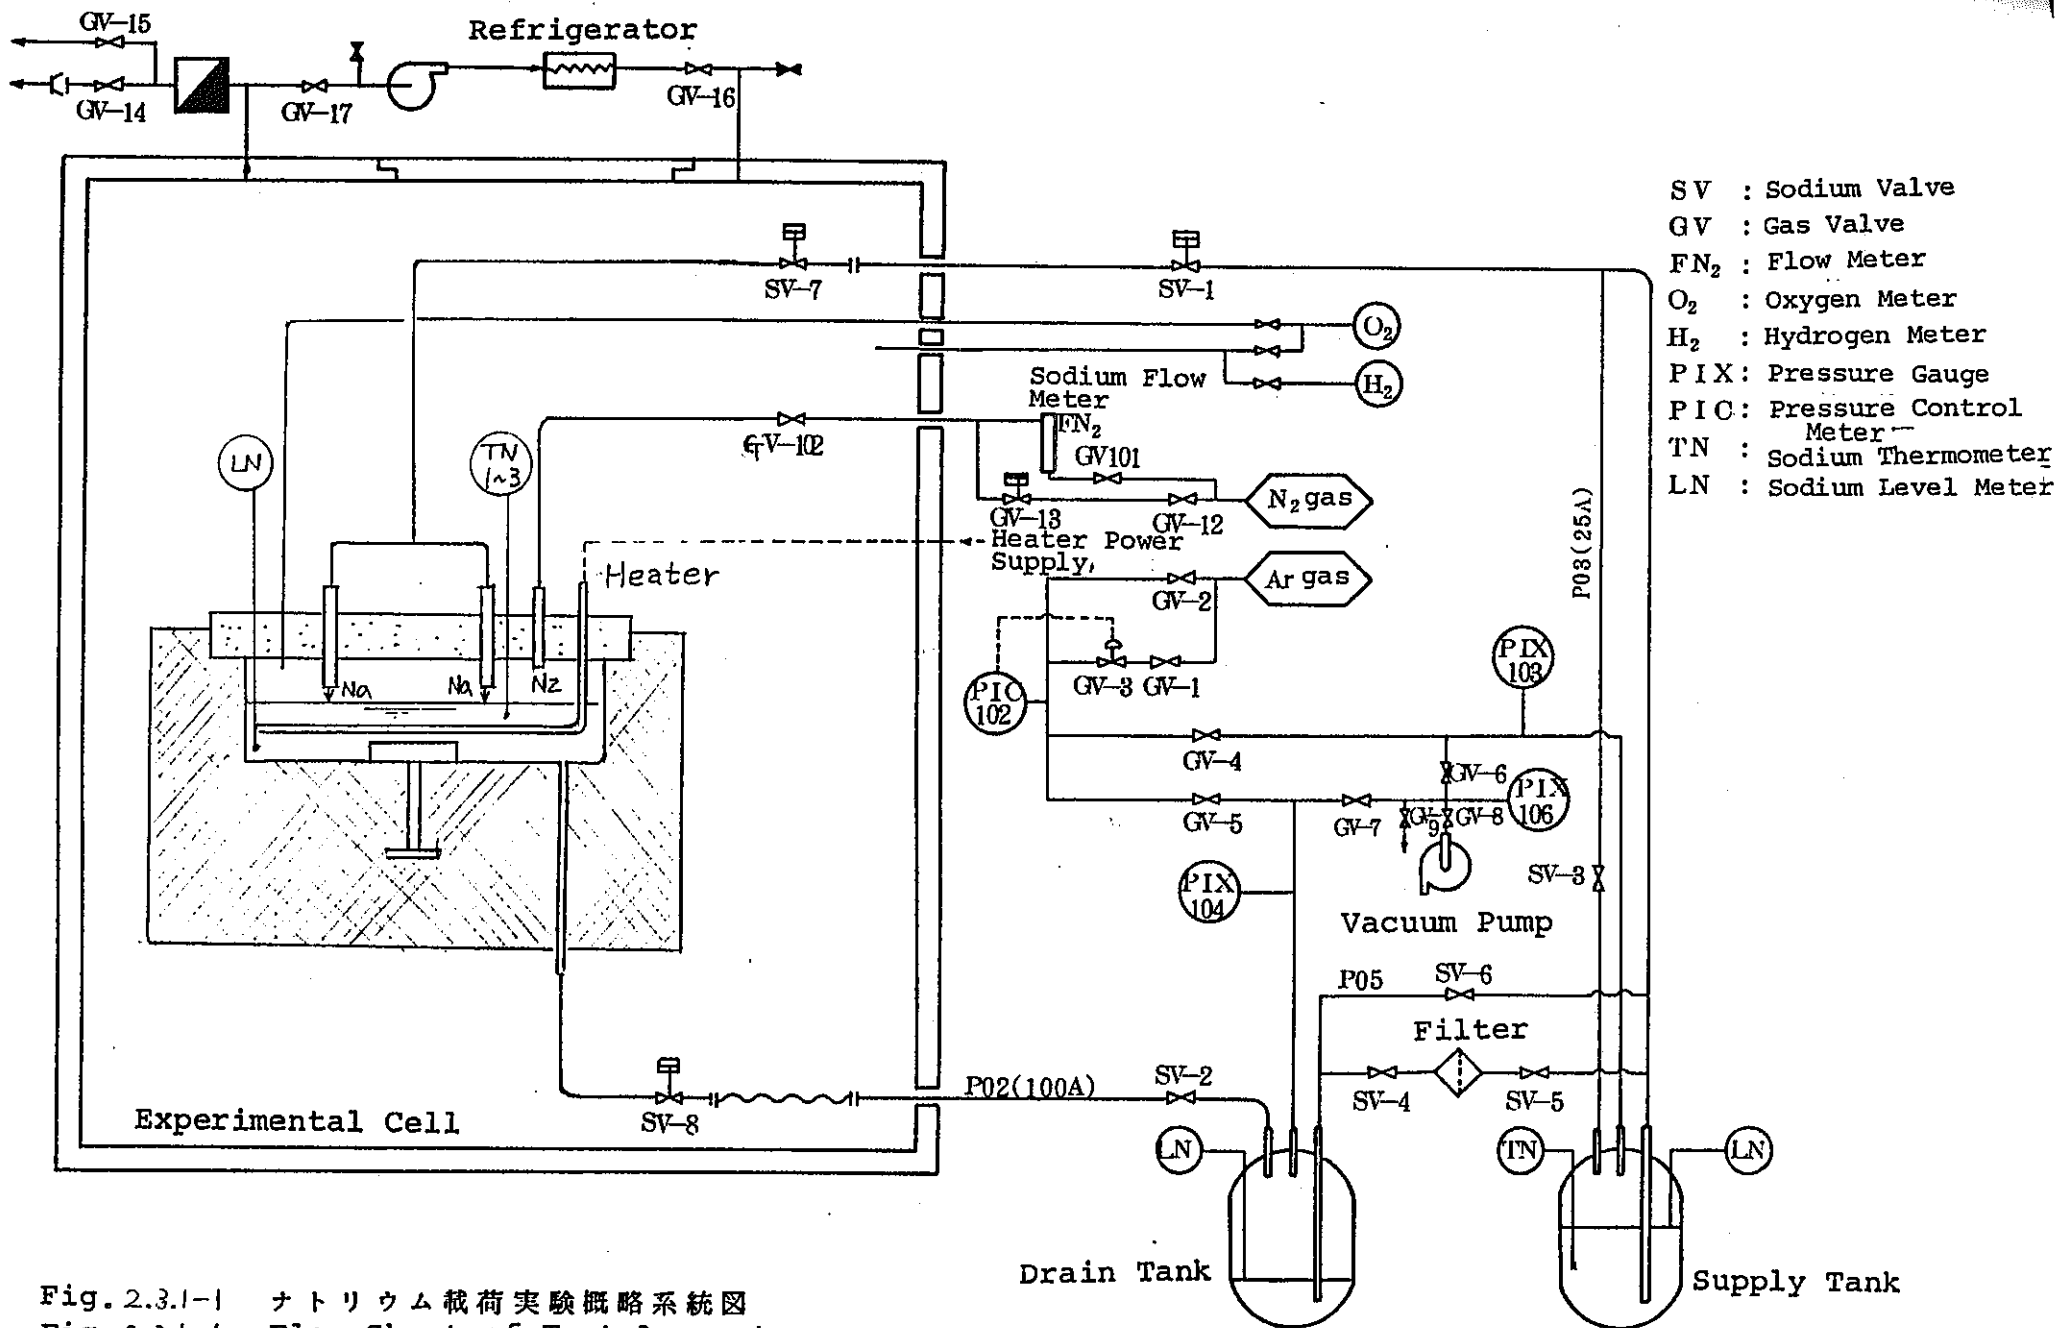 GV-15
Refrigerator
GV-14
GV-17
GV-16
SV : Sodium Valve
GV : Gas Valve
FN₂ : Flow Meter
O₂ : Oxygen Meter
H₂ : Hydrogen Meter
PIX : Pressure Gauge
PIC : Pressure Control
Meter
TN : Sodium Thermometer
LN : Sodium Level Meter
SV-7
SV-1
O₂
H₂
Sodium Flow
Meter
FN₂
GV-102
GV101
LN
TN
1~3
N₂ gas
GV-13
GV-12
Heater Power
Supply
Heater
Ar gas
GV-2
P03(25A)
PIX
103
Na
Na
N2
GV-3
GV-1
PIC
102
GV-4
GV-6
PIX
106
GV-5
GV-7
GV-9
GV-8
SV-3
PIX
104
Vacuum Pump
P05
SV-6
Filter
P02(100A)
SV-2
SV-4
SV-5
Experimental Cell
SV-8
LN
TN
LN
Drain Tank
Supply Tank
Fig. 2.3.1-1 ナトリウム載荷実験概略系統図